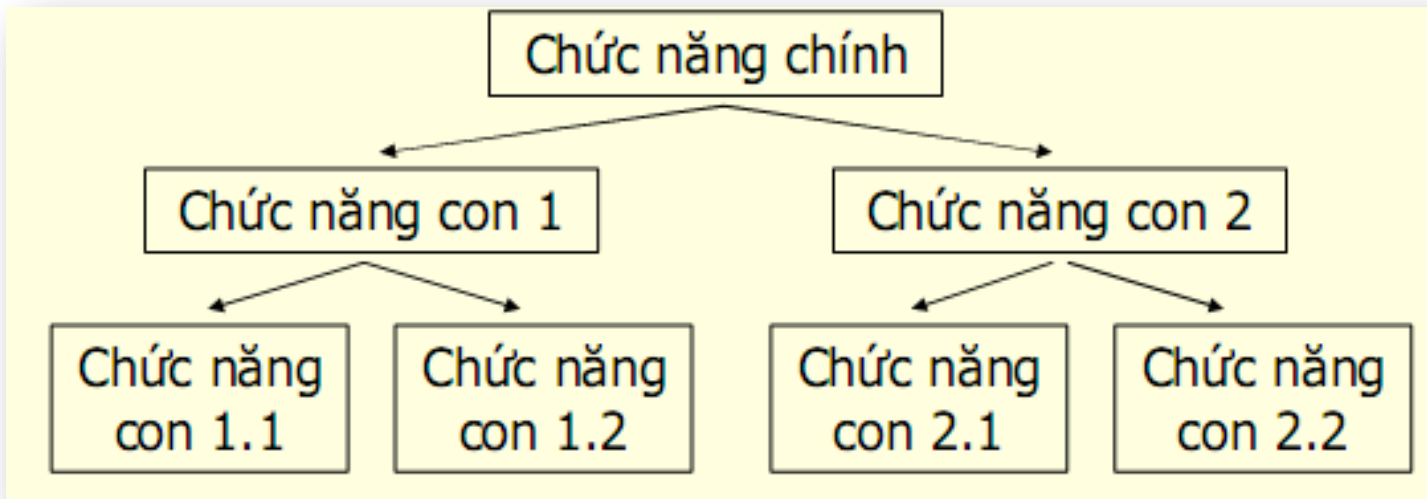 Chức năng chính
Chức năng con 1
Chức năng con 2
Chức năng
con 1.1
Chức năng
con 1.2
Chức năng
con 2.1
Chức năng
con 2.2